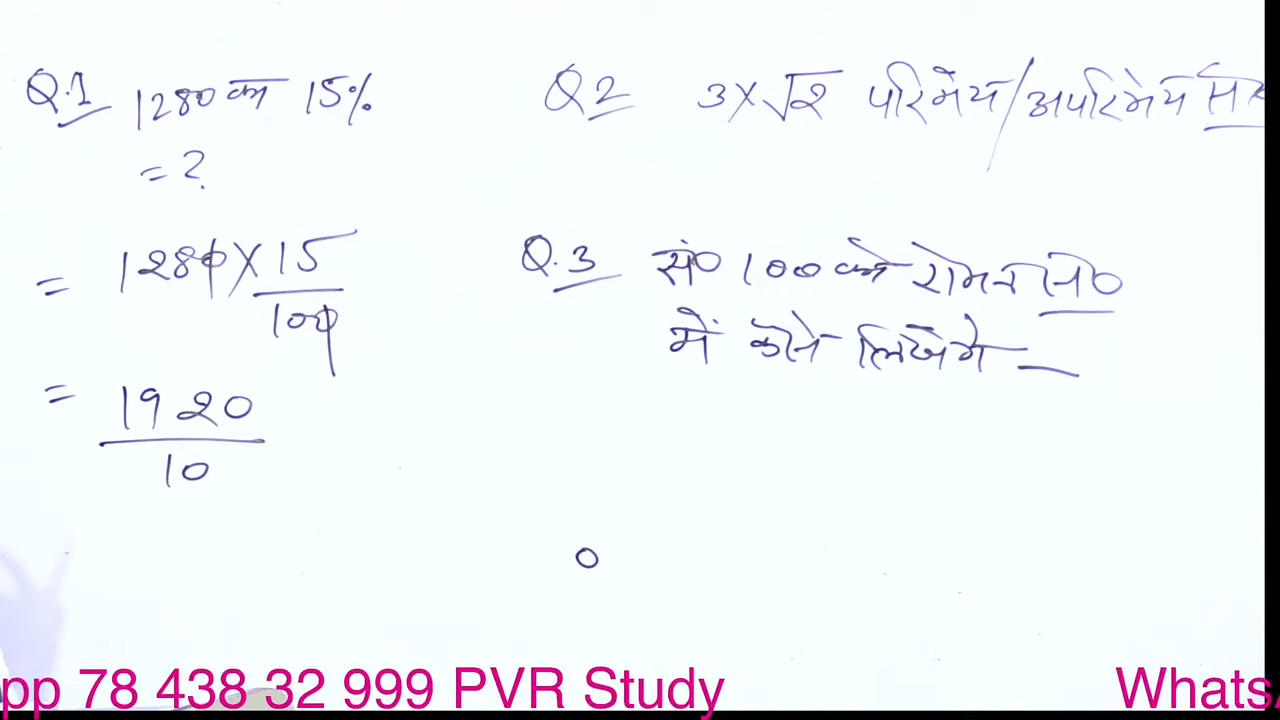 Q.1 1280 का 15%
= ?
= 1280 X 15
100
= 1920
10
Q2 3X√2 परिमेय/अपरिमेय
Q.3 सं० 100 को रोमन
में कैसे लिखेगें
pp 78 438 32 999 PVR Study
Whats